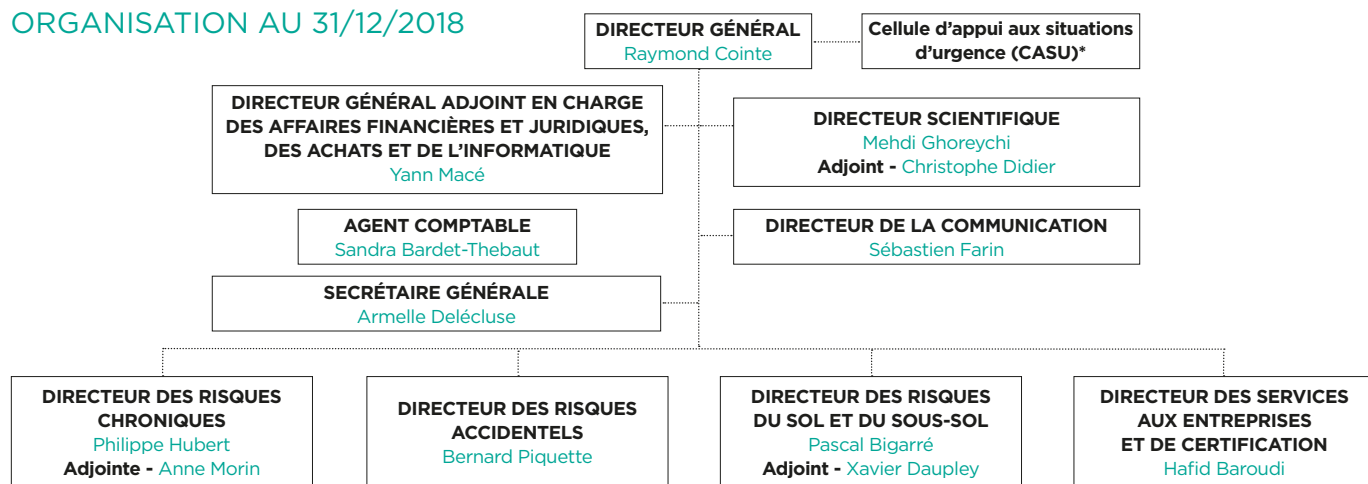 ORGANISATION AU 31/12/2018
DIRECTEUR GÉNÉRAL
Raymond Cointe
Cellule d'appui aux situations
d'urgence (CASU)*
DIRECTEUR GÉNÉRAL ADJOINT EN CHARGE
DES AFFAIRES FINANCIÈRES ET JURIDIQUES,
DES ACHATS ET DE L'INFORMATIQUE
Yann Macé
DIRECTEUR SCIENTIFIQUE
Mehdi Ghoreychi
Adjoint - Christophe Didier
AGENT COMPTABLE
Sandra Bardet-Thebaut
DIRECTEUR DE LA COMMUNICATION
Sébastien Farin
SECRÉTAIRE GÉNÉRALE
Armelle Delécluse
DIRECTEUR DES RISQUES
CHRONIQUES
Philippe Hubert
Adjointe - Anne Morin
DIRECTEUR DES RISQUES
ACCIDENTELS
Bernard Piquette
DIRECTEUR DES RISQUES
DU SOL ET DU SOUS-SOL
Pascal Bigarré
Adjoint - Xavier Daupley
DIRECTEUR DES SERVICES
AUX ENTREPRISES
ET DE CERTIFICATION
Hafid Baroudi